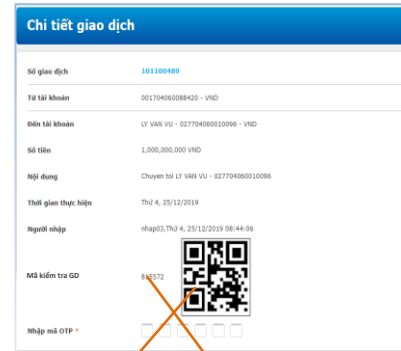 Chi tiết giao dịch
Số giao dịch 101100489
Từ tài khoản 001704060088420 - VND
Đến tài khoản LY VAN VU - 027704060010096 - VND
Số tiền 1,000,000,000 VND
Nội dung Chuyen toi LY VAN VU - 027704060010096
Thời gian thực hiện Thứ 4, 25/12/2019
Người nhập nhap03,Thứ 4, 25/12/2019 08:44:06
Mã kiểm tra GD
Nhập mã OTP *